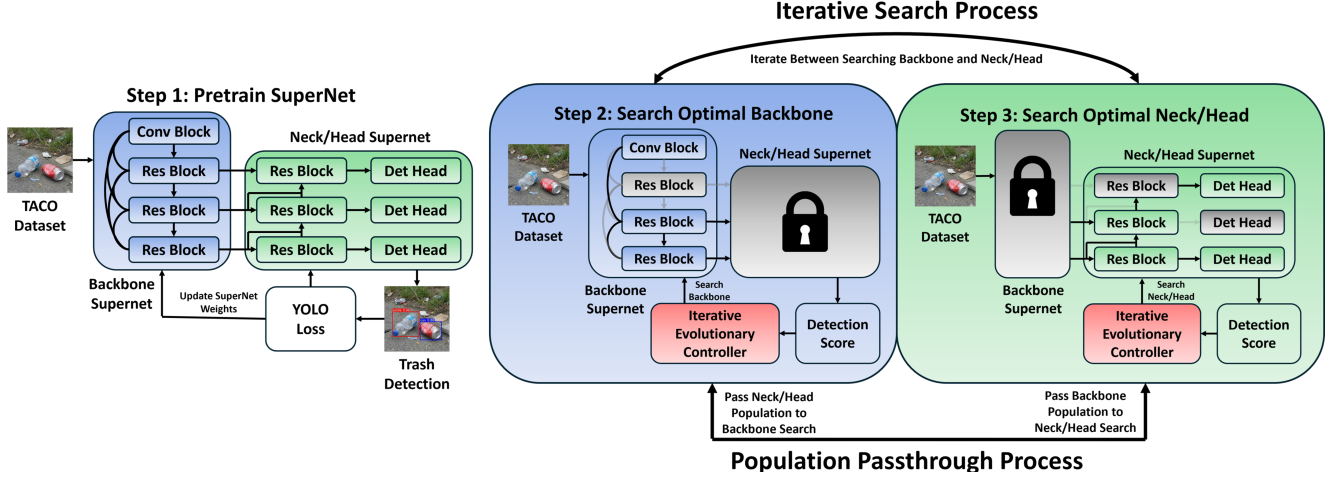 Iterative Search Process
Iterate Between Searching Backbone and Neck/Head
Step 1: Pretrain SuperNet
Neck/Head Supernet
Conv Block
Res Block
Res Block
Res Block
Res Block
Res Block
Res Block
Det Head
Det Head
Det Head
TACO
Dataset
Backbone
Supernet
Update SuperNet
Weights
YOLO
Loss
Trash
Detection
Step 2: Search Optimal Backbone
Neck/Head Supernet
Conv Block
Res Block
Res Block
Res Block
TACO
Dataset
Backbone
Supernet
Search
Backbone
Iterative
Evolutionary
Controller
Detection
Score
Step 3: Search Optimal Neck/Head
Neck/Head Supernet
Res Block
Det Head
Res Block
Det Head
Res Block
Det Head
TACO
Dataset
Backbone
Supernet
Search
Neck/Head
Iterative
Evolutionary
Controller
Detection
Score
Pass Neck/Head
Population to
Backbone Search
Pass Backbone
Population to
Neck/Head Search
Population Passthrough Process